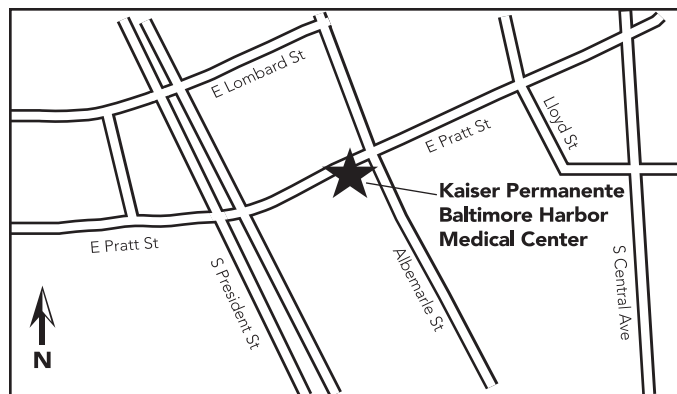 E Lombard St
Lloyd St
E Pratt St
Kaiser Permanente
Baltimore Harbor
Medical Center
E Pratt St
S President St
Albemarle St
S Central Ave
N